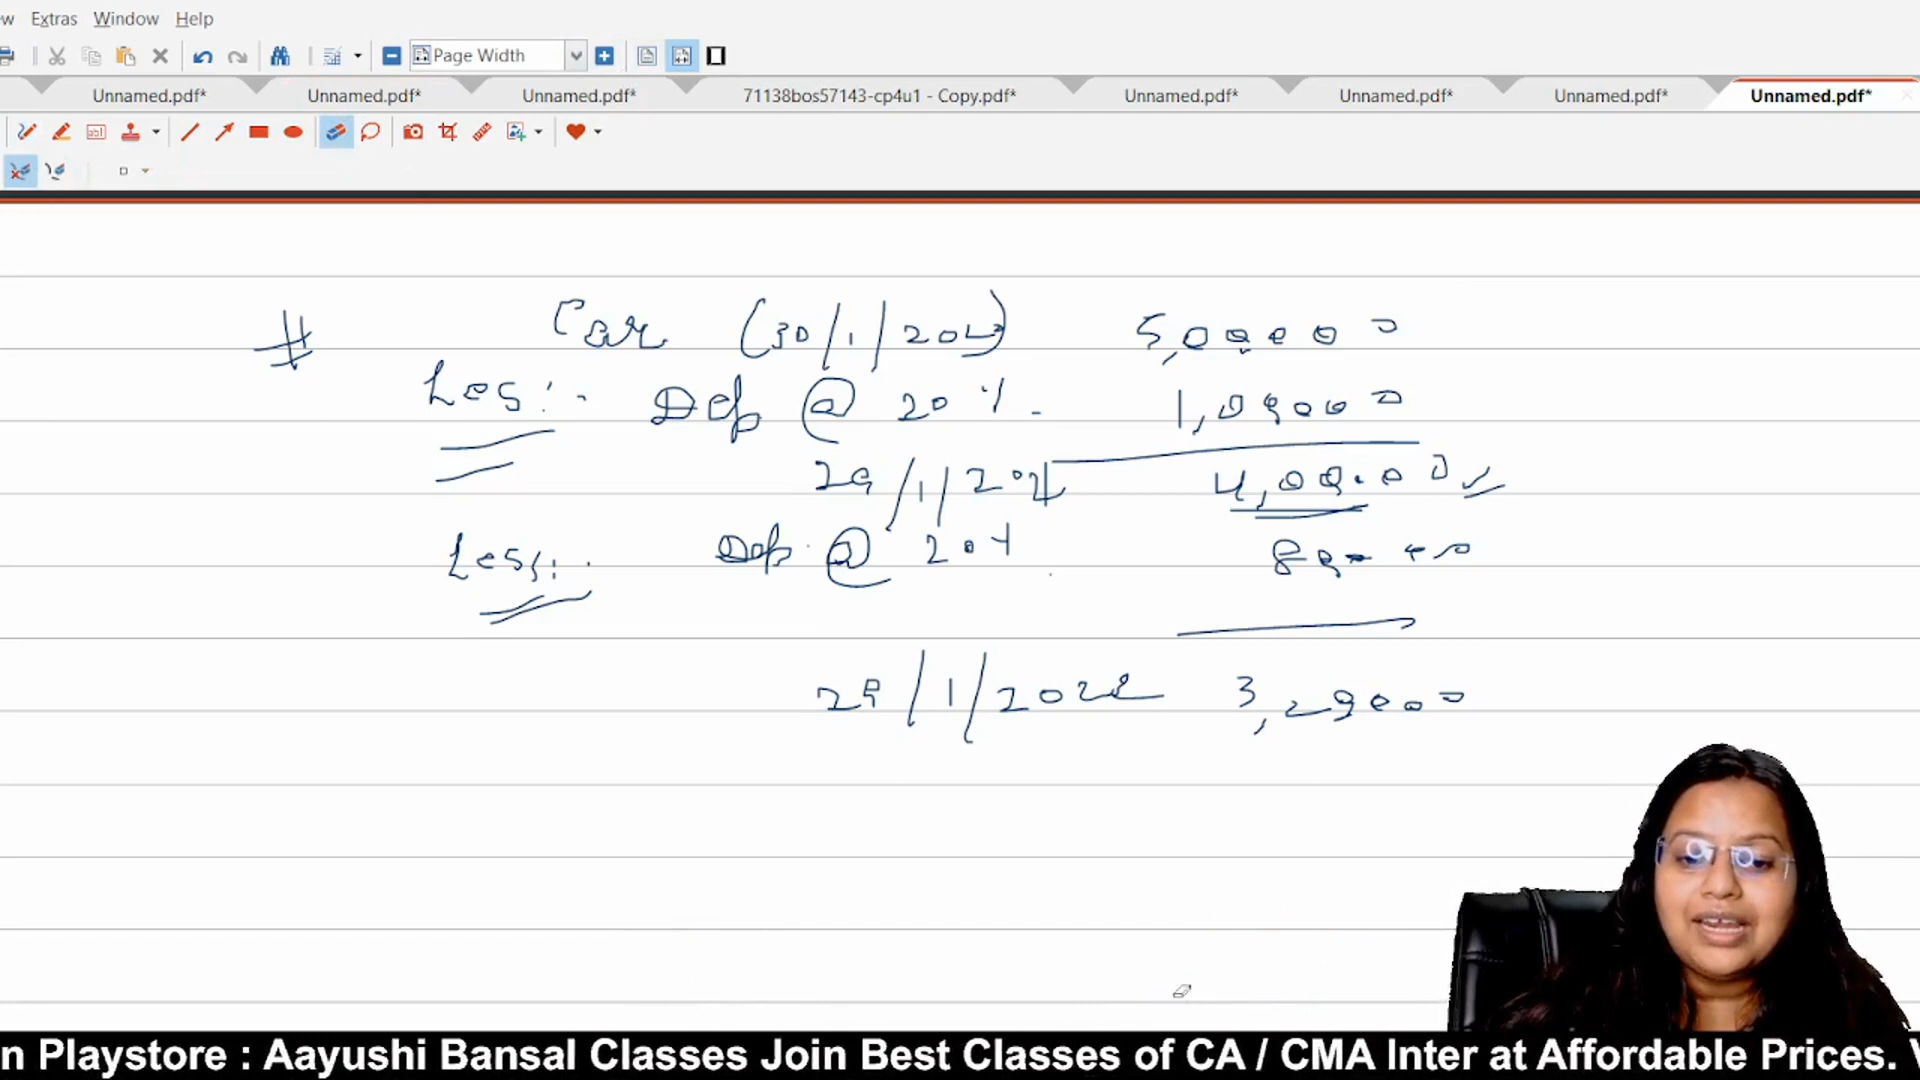 Extras Window Help
Page Width
Unnamed.pdf* Unnamed.pdf* Unnamed.pdf* 71138bos57143-cp4u1 - Copy.pdf* Unnamed.pdf* Unnamed.pdf* Unnamed.pdf* Unnamed.pdf*
# Car (30/1/20 5,00000
Les:- Dep @ 20% 1,00000
29/1/20 4,00000
Less:- Dep @ 20% 80000
29/1/2022 3,20000
n Playstore : Aayushi Bansal Classes Join Best Classes of CA / CMA Inter at Affordable Prices.